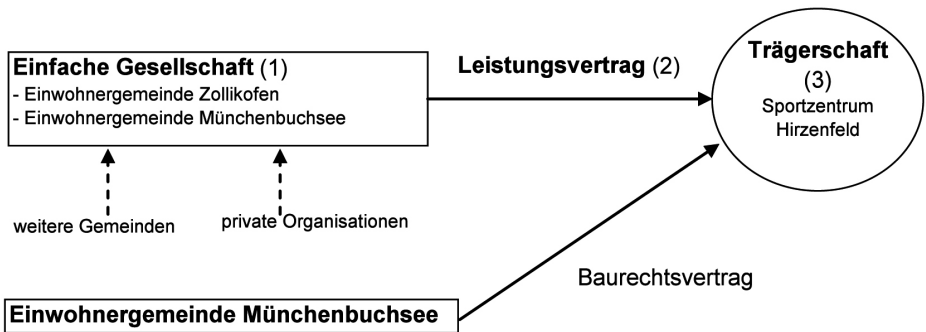 Einfache Gesellschaft (1)
- Einwohnergemeinde Zollikofen
- Einwohnergemeinde Münchenbuchsee
Leistungsvertrag (2)
Trägerschaft
(3)
Sportzentrum
Hirzenfeld
weitere Gemeinden
private Organisationen
Baurechtsvertrag
Einwohnergemeinde Münchenbuchsee